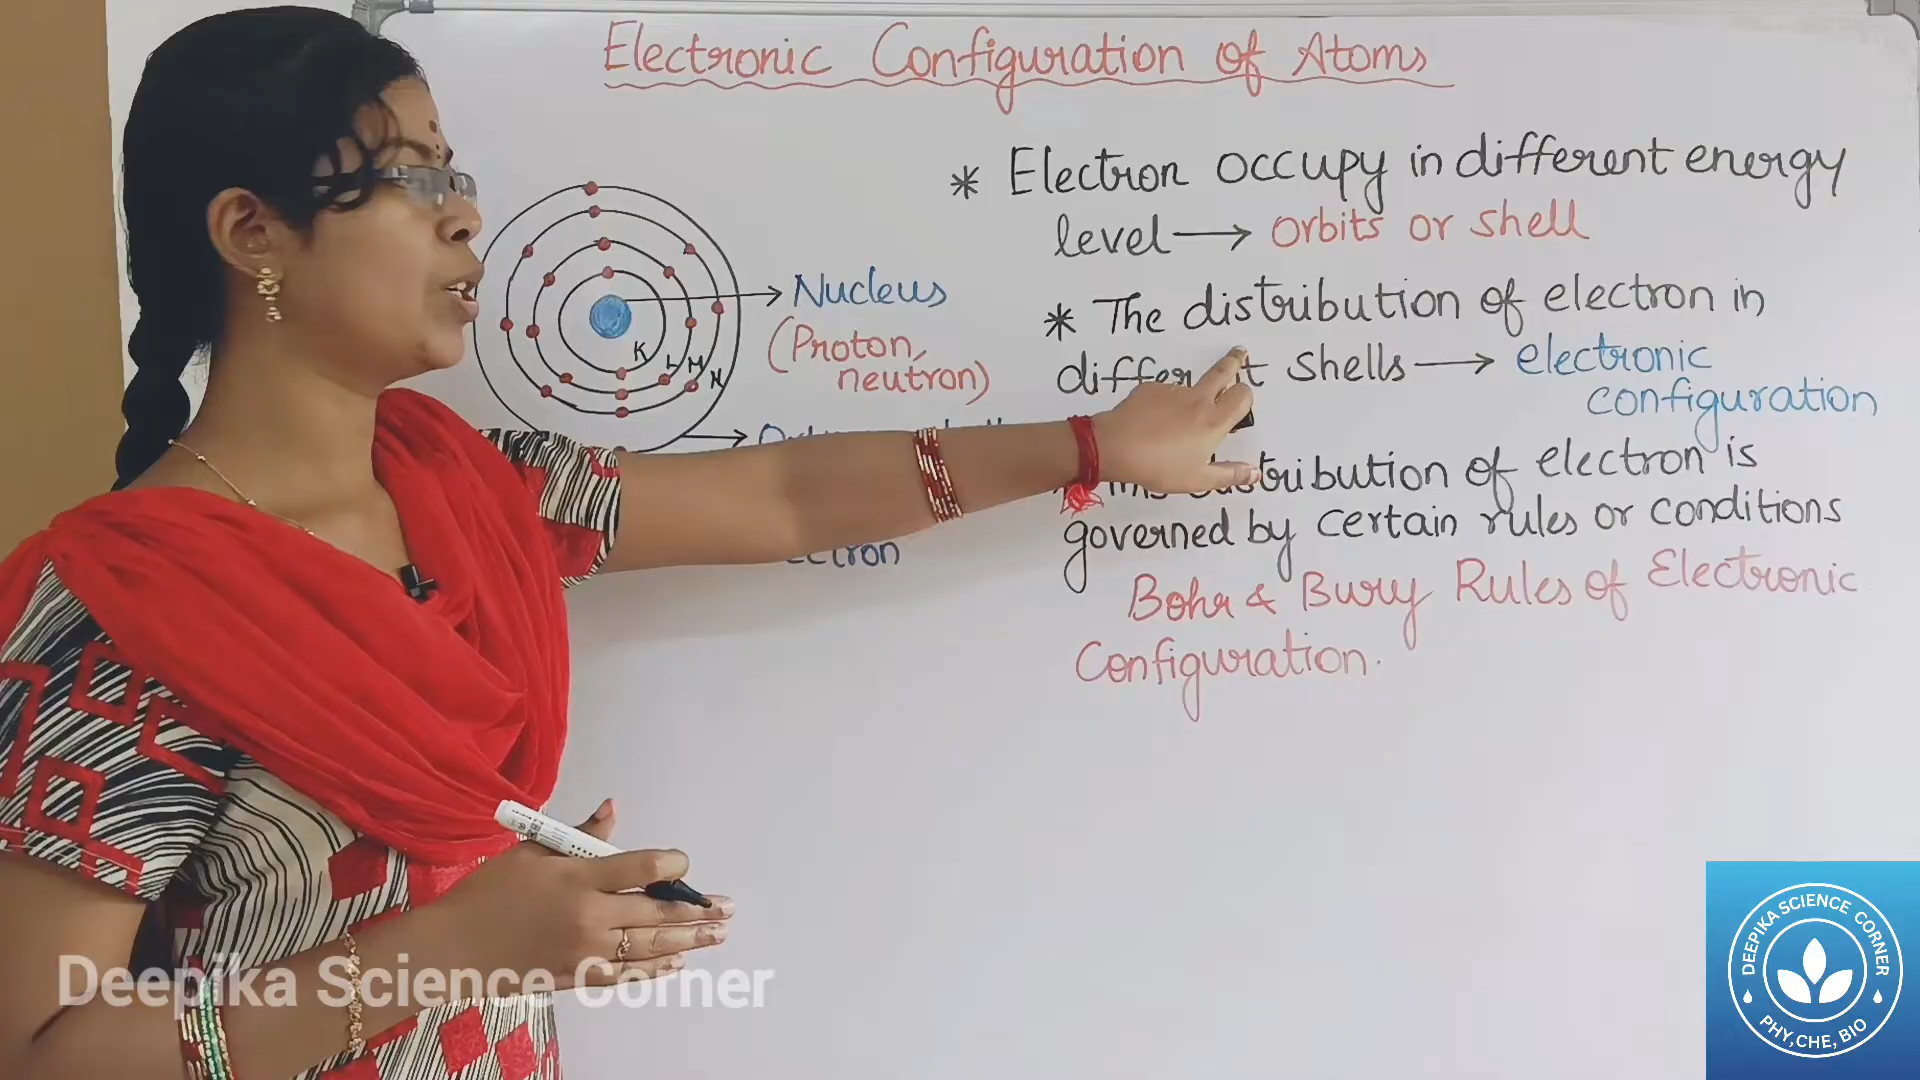 Electronic Configuration of Atoms
* Electron occupy in different energy
level → Orbits or shell
* The distribution of electron in
different shells → electronic
configuration
distribution of electron is
governed by certain rules or conditions
Bohr & Bury Rules of Electronic
Configuration.
Nucleus
(Proton,
neutron)
K L M N
Deepika Science Corner
DEEPIKA SCIENCE CORNER
PHY,CHE, BIO